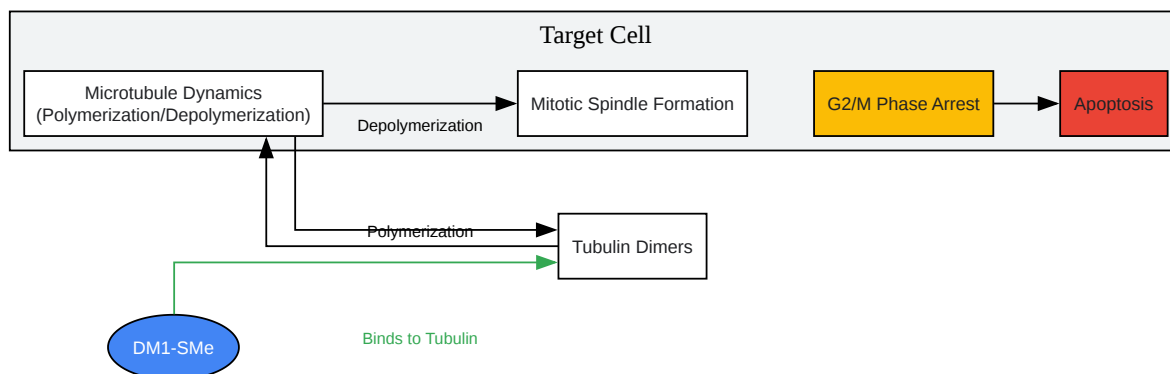 Target Cell
Microtubule Dynamics
(Polymerization/Depolymerization)
Depolymerization
Mitotic Spindle Formation
G2/M Phase Arrest
Apoptosis
Polymerization
Tubulin Dimers
Binds to Tubulin
DM1-SMe